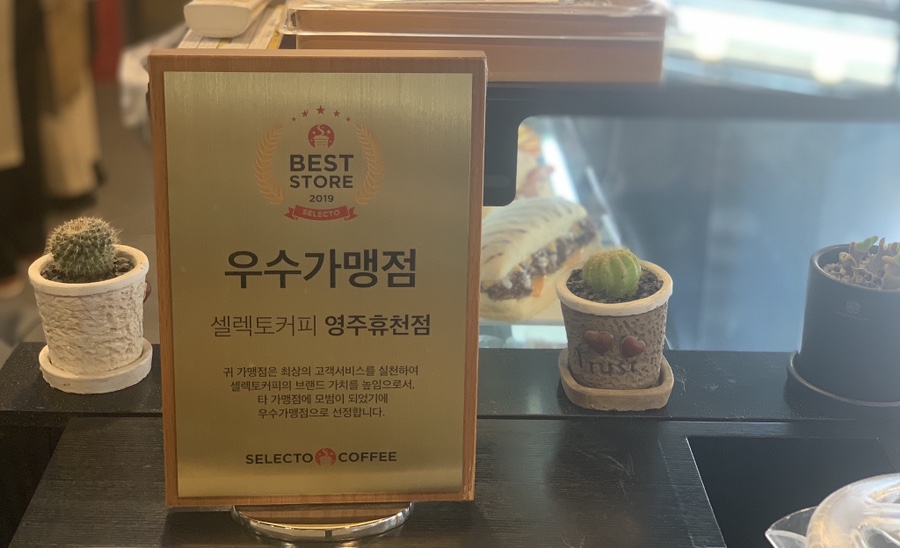 BEST
STORE
2019
SELECTO
우수가맹점
셀렉토커피 영주휴천점
귀 가맹점은 최상의 고객서비스를 실천하여
셀렉토커피의 브랜드 가치를 높임으로서,
타 가맹점에 모범이 되었기에
우수가맹점으로 선정합니다.
SELECTO COFFEE
Trust